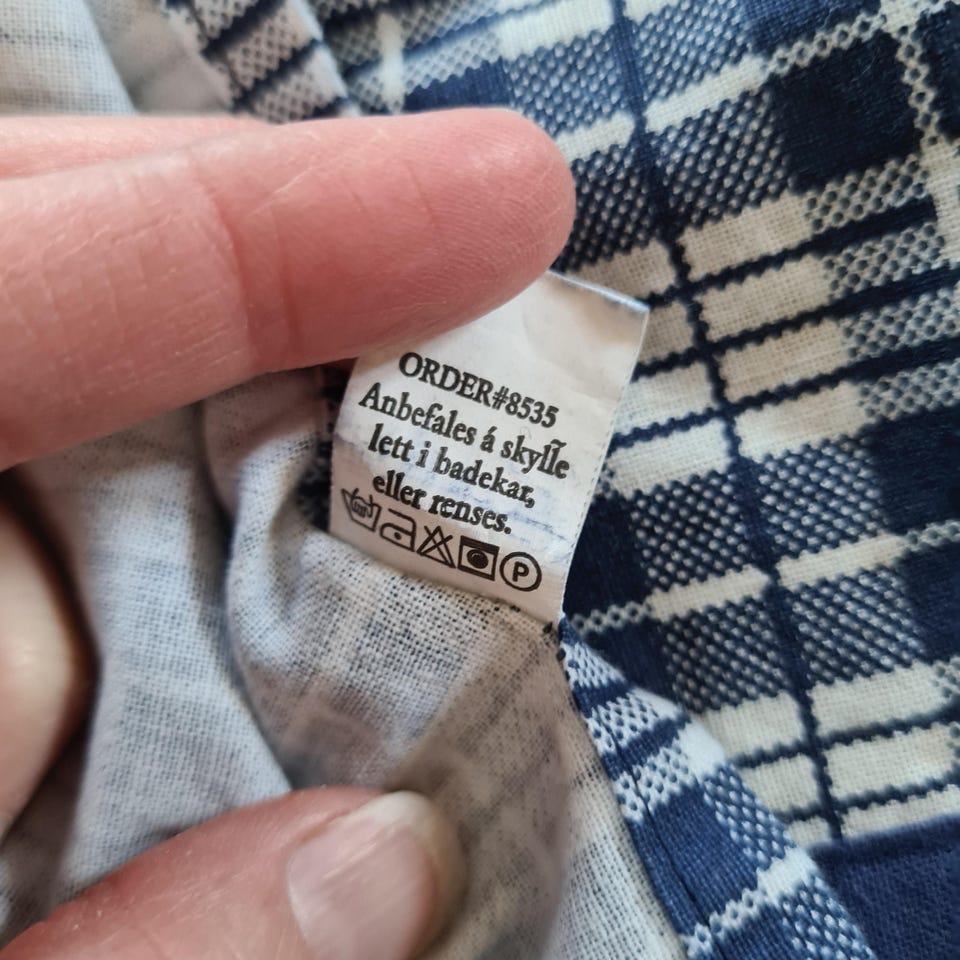 ORDER#8535
Anbefales á skylle
lett i badekar,
eller renses.
P